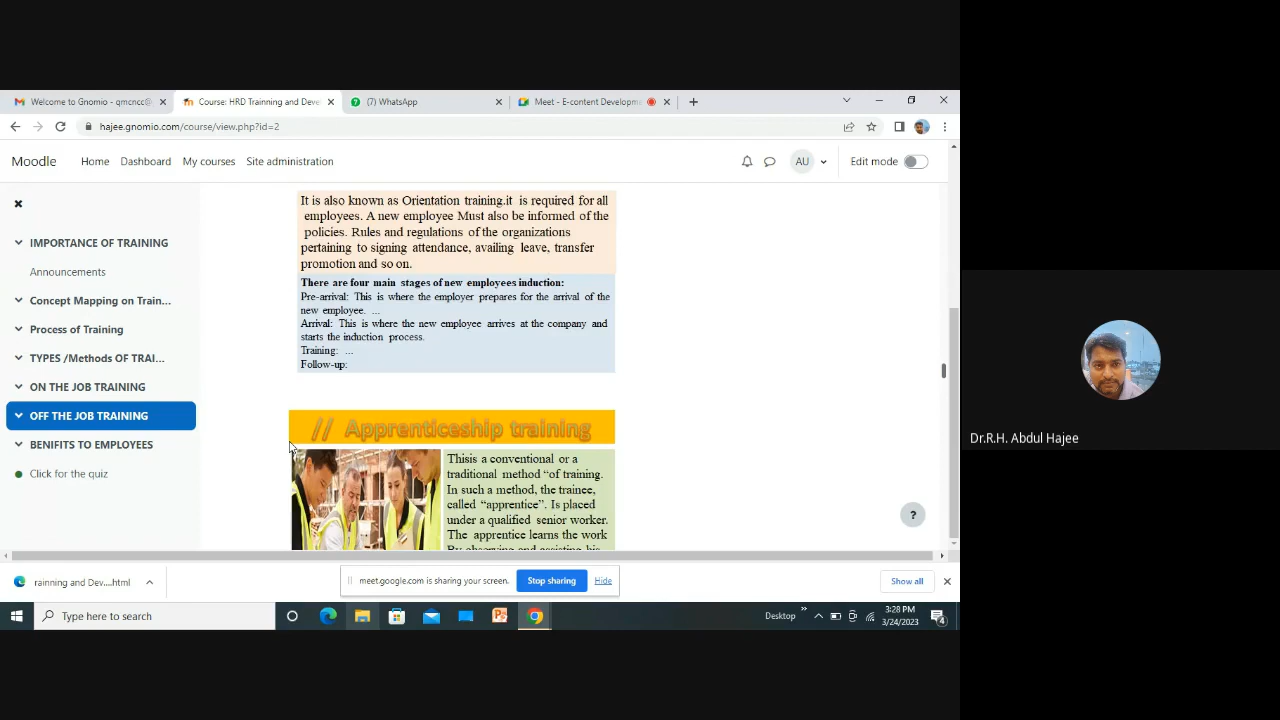 Welcome to Gnomio - qmcncc@
Course: HRD Trainning and Deve
(7) WhatsApp
Meet - E-content Developm
hajee.gnomio.com/course/view.php?id=2
Moodle
Home
Dashboard
My courses
Site administration
AU
Edit mode
IMPORTANCE OF TRAINING
Announcements
Concept Mapping on Train...
Process of Training
TYPES /Methods OF TRAI...
ON THE JOB TRAINING
OFF THE JOB TRAINING
BENIFITS TO EMPLOYEES
Click for the quiz
It is also known as Orientation training.it is required for all
employees. A new employee Must also be informed of the
policies. Rules and regulations of the organizations
pertaining to signing attendance, availing leave, transfer
promotion and so on.
There are four main stages of new employees induction:
Pre-arrival: This is where the employer prepares for the arrival of the
new employee. ...
Arrival: This is where the new employee arrives at the company and
starts the induction process.
Training: ...
Follow-up:
// Apprenticeship training
Thisis a conventional or a
traditional method “of training.
In such a method, the trainee,
called “apprentice”. Is placed
under a qualified senior worker.
The apprentice learns the work
By observing and assisting his
?
Dr.R.H. Abdul Hajee
rainning and Dev....html
meet.google.com is sharing your screen.
Stop sharing
Hide
Show all
Type here to search
Desktop
3:28 PM
3/24/2023
4